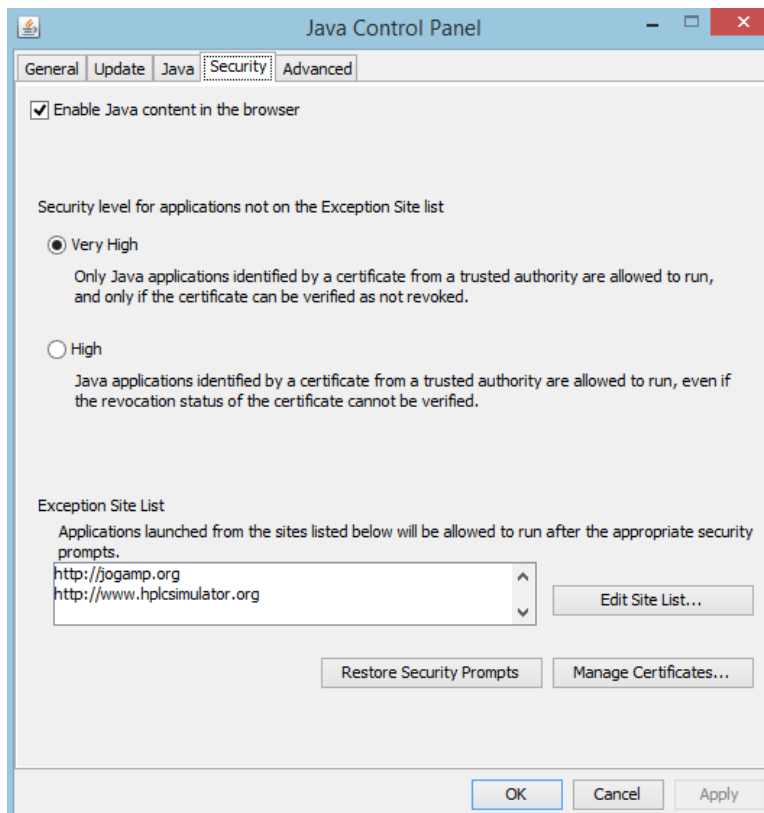 Java Control Panel
General Update Java Security Advanced
Enable Java content in the browser
Security level for applications not on the Exception Site list
Very High
Only Java applications identified by a certificate from a trusted authority are allowed to run,
and only if the certificate can be verified as not revoked.
High
Java applications identified by a certificate from a trusted authority are allowed to run, even if
the revocation status of the certificate cannot be verified.
Exception Site List
Applications launched from the sites listed below will be allowed to run after the appropriate security
prompts.
http://jogamp.org
http://www.hplcsimulator.org
Edit Site List...
Restore Security Prompts Manage Certificates...
OK Cancel Apply